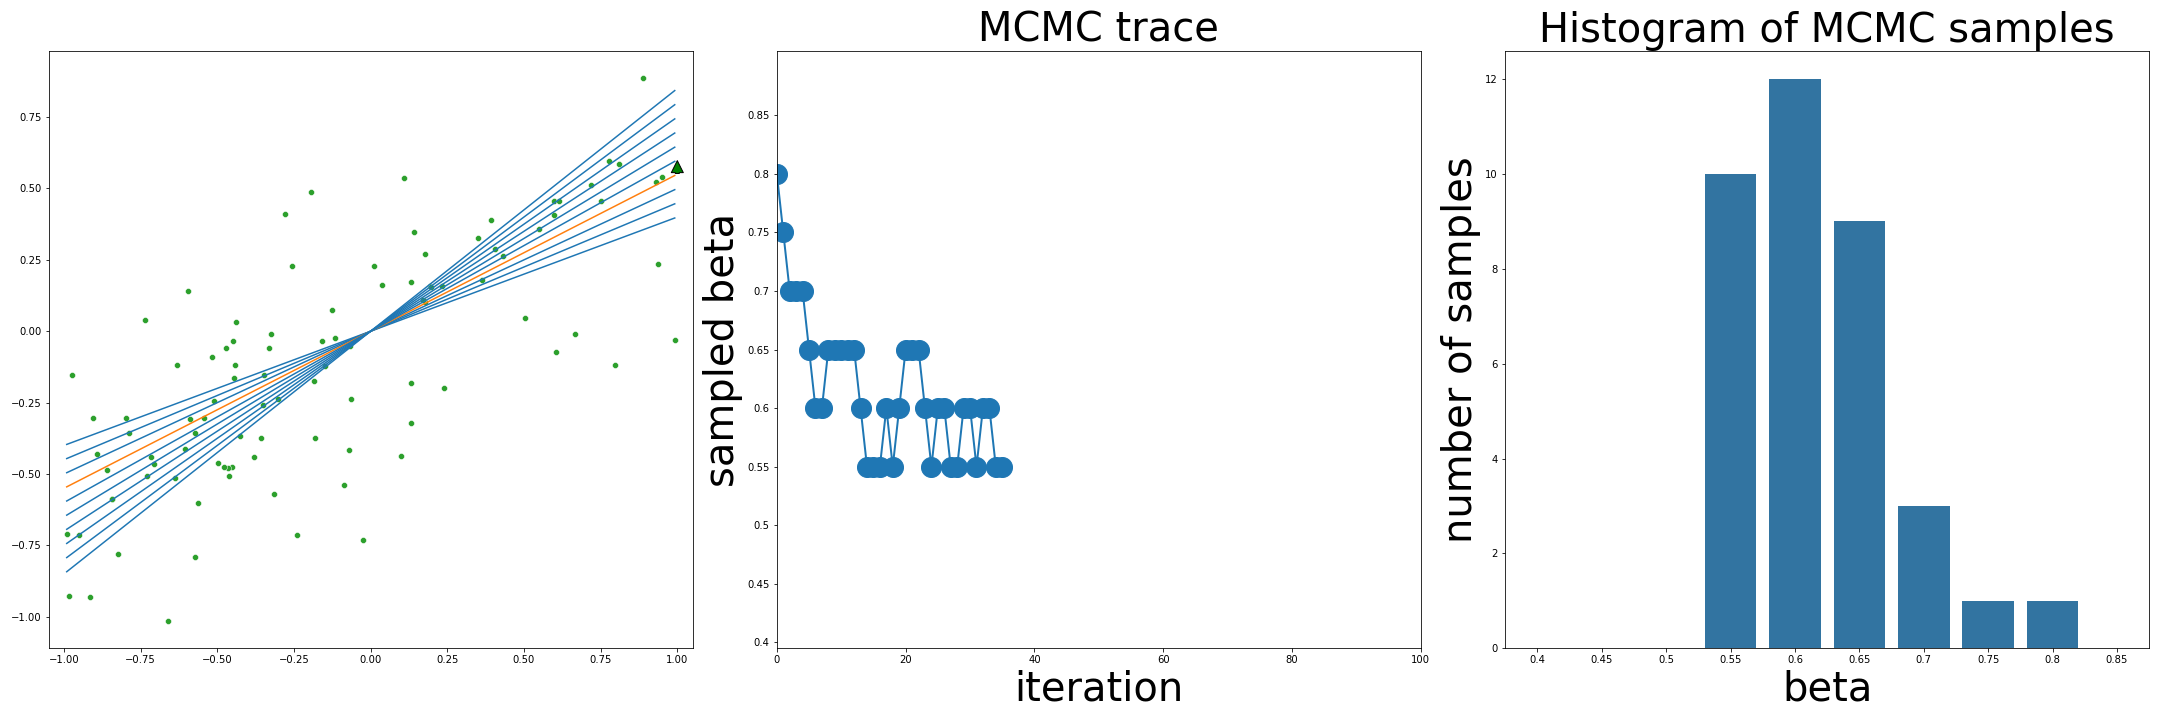 MCMC trace
Histogram of MCMC samples
0.75
0.50
0.25
0.00
−0.25
−0.50
−0.75
−1.00
−1.00 −0.75 −0.50 −0.25 0.00 0.25 0.50 0.75 1.00
sampled beta
0.85
0.8
0.75
0.7
0.65
0.6
0.55
0.5
0.45
0.4
0 20 40 60 80 100
iteration
number of samples
12
10
8
6
4
2
0
0.4 0.45 0.5 0.55 0.6 0.65 0.7 0.75 0.8 0.85
beta